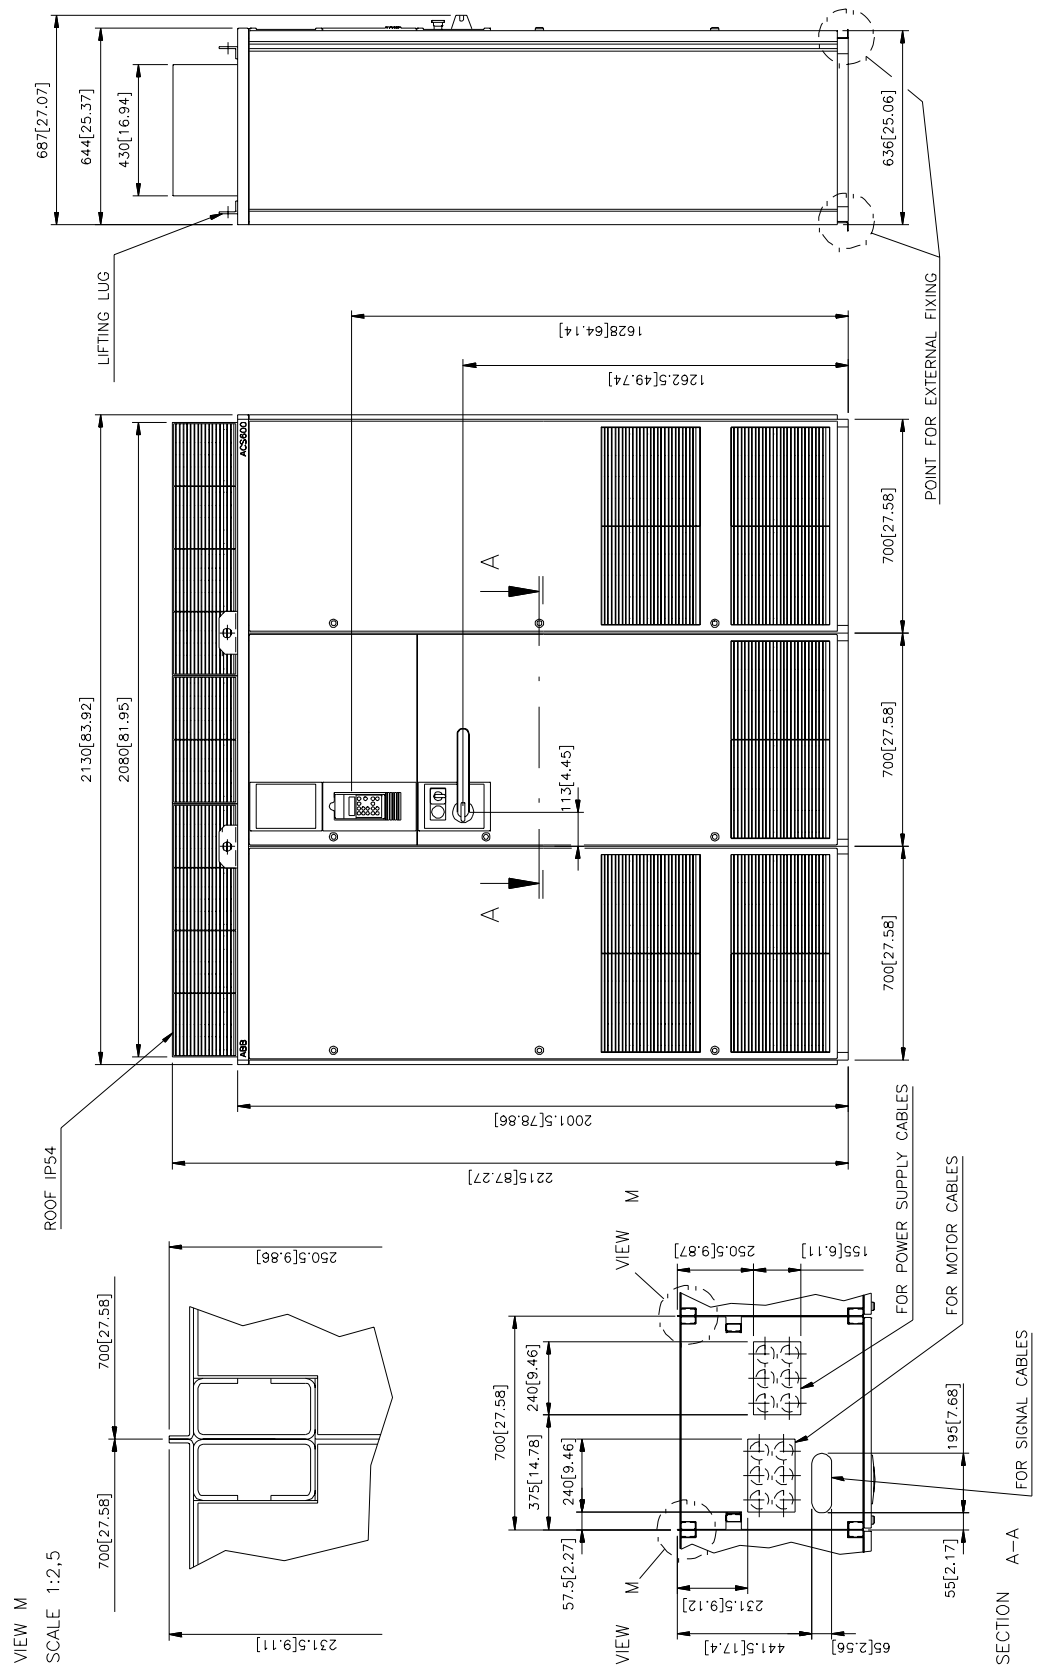 687[27.07]
644[25.37]
430[16.94]
636[25.06]
LIFTING LUG
POINT FOR EXTERNAL FIXING
1628[64.14]
1262.5[49.74]
ACS600
2130[83.92]
2080[81.95]
A
A
113[4.45]
700[27.58]
700[27.58]
700[27.58]
ABB
ROOF IP54
2001.5[78.86]
2215[87.27]
VIEW M
SCALE 1:2,5
700[27.58]
700[27.58]
250.5[9.86]
231.5[9.11]
VIEW M
VIEW M
700[27.58]
240[9.46]
375[14.78]
240[9.46]
57.5[2.27]
250.5[9.87]
155[6.11]
231.5[9.12]
441.5[17.4]
65[2.56]
195[7.68]
55[2.17]
FOR POWER SUPPLY CABLES
FOR MOTOR CABLES
FOR SIGNAL CABLES
SECTION A-A